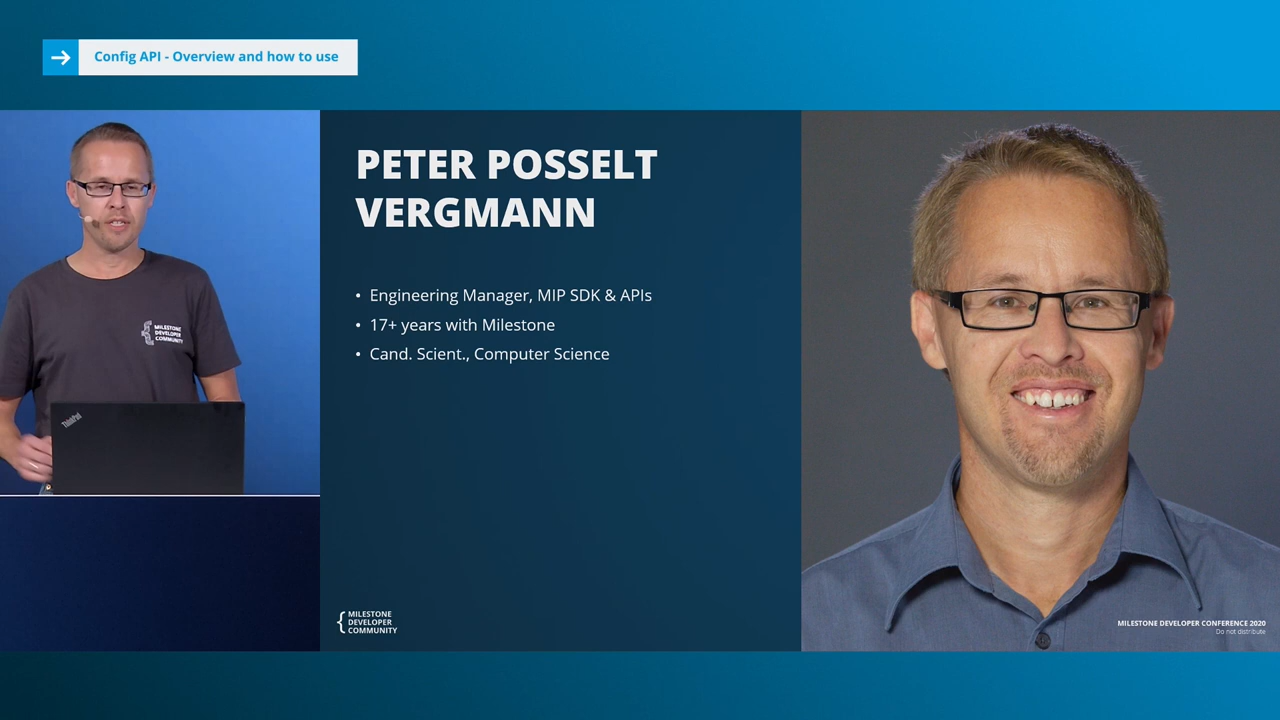 Config API - Overview and how to use
PETER POSSELT
VERGMANN
• Engineering Manager, MIP SDK & APIs
• 17+ years with Milestone
• Cand. Scient., Computer Science
MILESTONE
DEVELOPER
COMMUNITY
ThinkPad
{ MILESTONE
DEVELOPER
COMMUNITY
MILESTONE DEVELOPER CONFERENCE 2020
Do not distribute